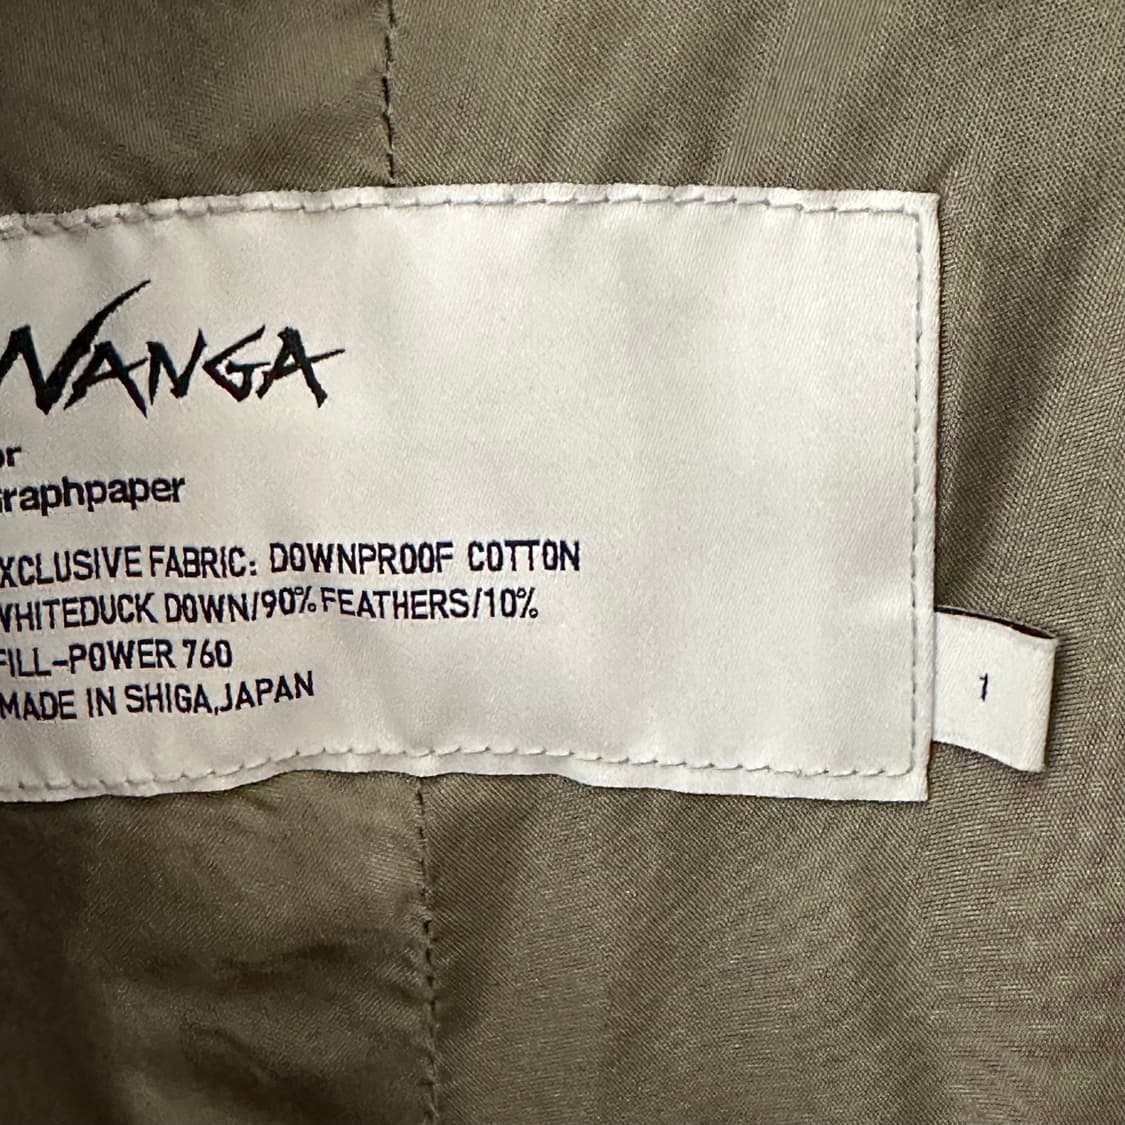 NANGA
or
raphpaper
XCLUSIVE FABRIC: DOWNPROOF COTTON
WHITEDUCK DOWN/90% FEATHERS/10%
FILL-POWER 760
MADE IN SHIGA,JAPAN
1